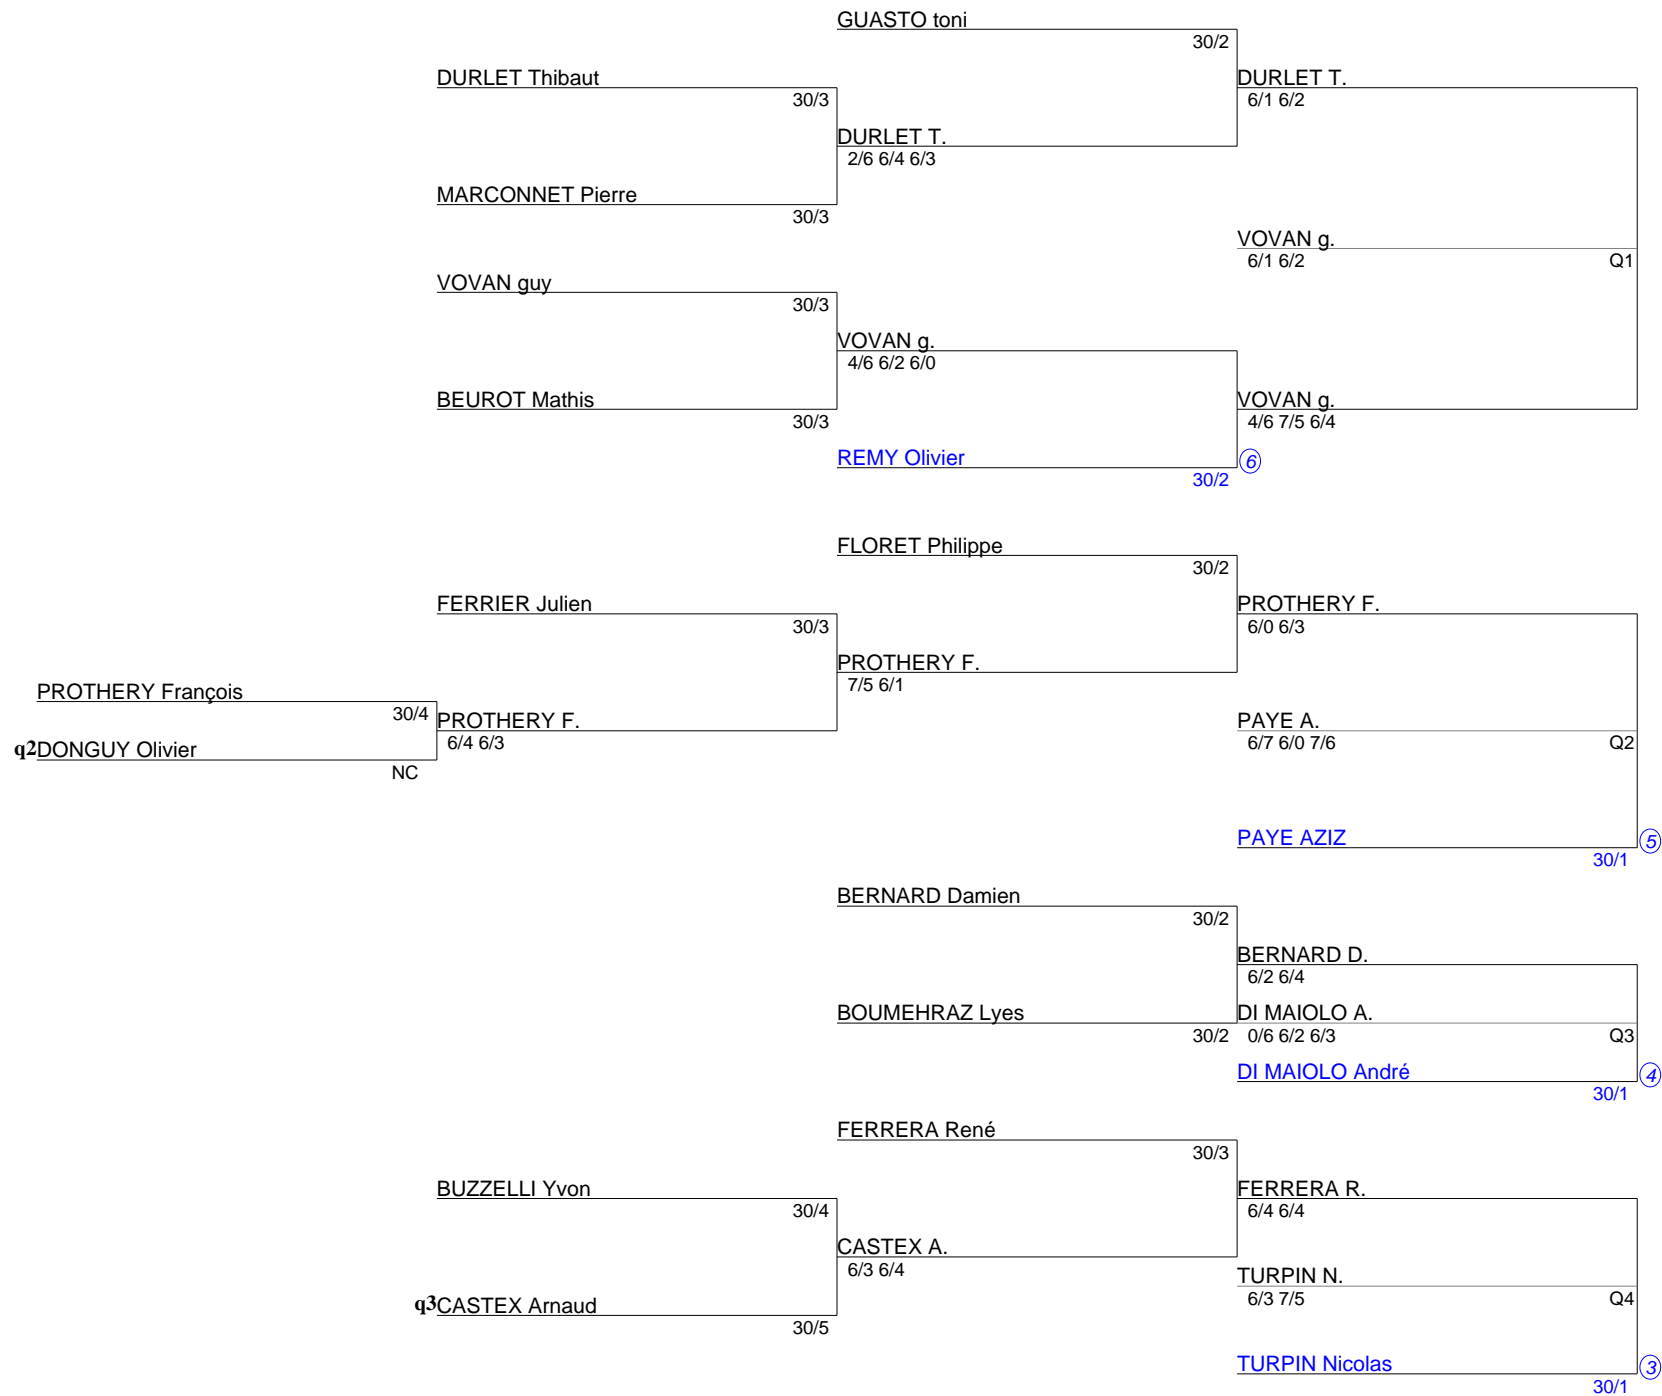 GUASTO toni
30/2
DURLET Thibaut
30/3
DURLET T.
6/1 6/2
DURLET T.
2/6 6/4 6/3
MARCONNET Pierre
30/3
VOVAN g.
6/1 6/2
Q1
VOVAN guy
30/3
VOVAN g.
4/6 6/2 6/0
BEUROT Mathis
30/3
VOVAN g.
4/6 7/5 6/4
REMY Olivier
6
30/2
FLORET Philippe
30/2
FERRIER Julien
30/3
PROTHERY F.
6/0 6/3
PROTHERY F.
7/5 6/1
PROTHERY François
30/4
PROTHERY F.
6/4 6/3
q2 DONGUY Olivier
NC
PAYE A.
6/7 6/0 7/6
Q2
PAYE AZIZ
5
30/1
BERNARD Damien
30/2
BERNARD D.
6/2 6/4
BOUMEHRAZ Lyes
30/2
DI MAIOLO A.
0/6 6/2 6/3
Q3
DI MAIOLO André
4
30/1
FERRERA René
30/3
BUZZELLI Yvon
30/4
FERRERA R.
6/4 6/4
CASTEX A.
6/3 6/4
TURPIN N.
6/3 7/5
Q4
q3 CASTEX Arnaud
30/5
TURPIN Nicolas
3
30/1